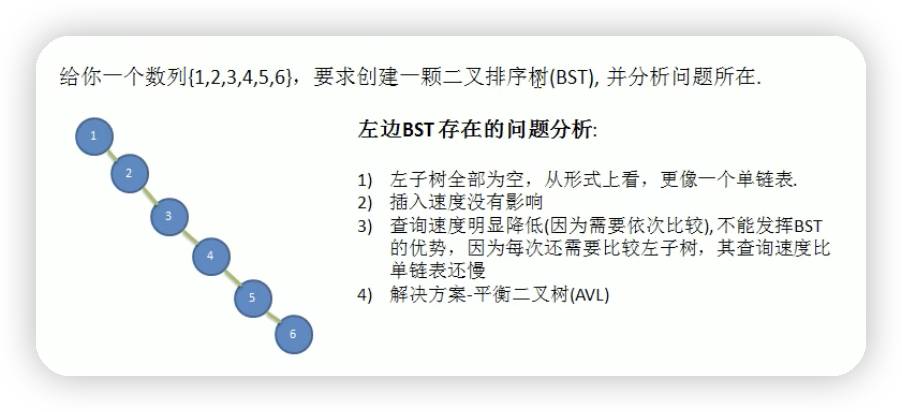 给你一个数列{1,2,3,4,5,6}，要求创建一颗二叉排序树(BST), 并分析问题所在.
左边BST 存在的问题分析:
1
2
3
4
5
6
1) 左子树全部为空，从形式上看，更像一个单链表.
2) 插入速度没有影响
3) 查询速度明显降低(因为需要依次比较), 不能发挥BST
的优势，因为每次还需要比较左子树，其查询速度比
单链表还慢
4) 解决方案-平衡二叉树(AVL)